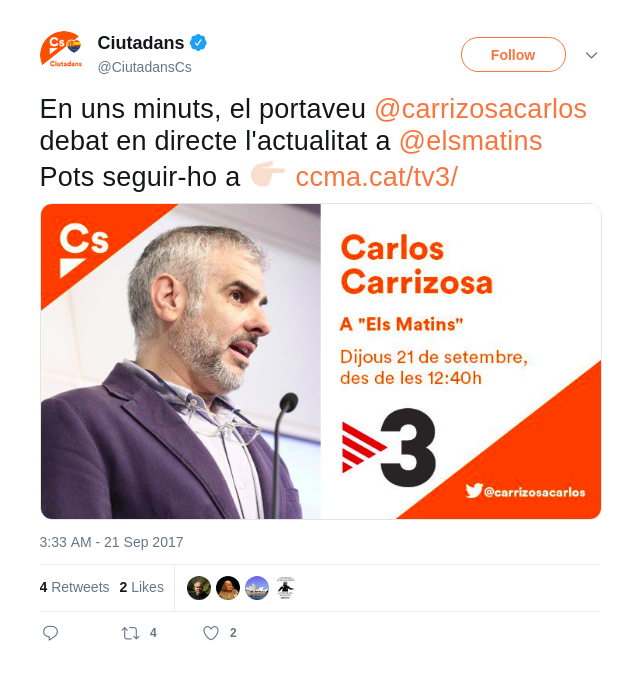 Cs
Ciutadans
Ciutadans
@CiutadansCs
Follow
En uns minuts, el portaveu @carrizosacarlos
debat en directe l'actualitat a @elsmatins
Pots seguir-ho a ccma.cat/tv3/
Cs
Carlos
Carrizosa
A "Els Matins"
Dijous 21 de setembre,
des de les 12:40h
3
@carrizosacarlos
3:33 AM - 21 Sep 2017
4 Retweets 2 Likes
4 2